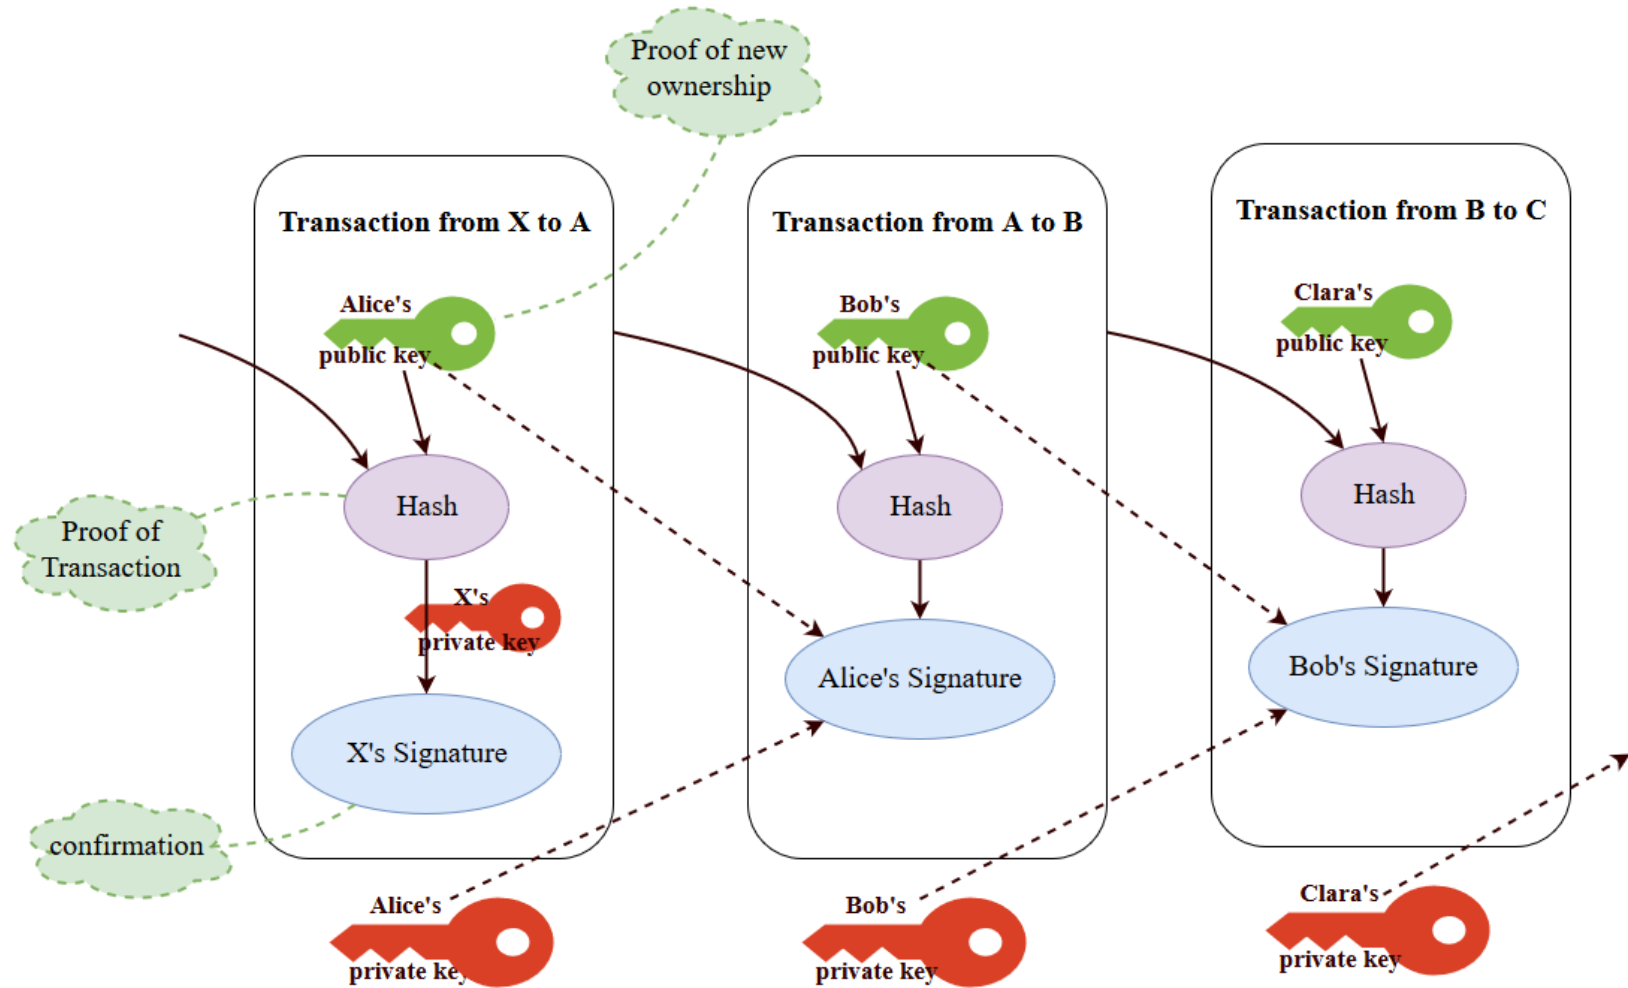 Proof of new
ownership
Transaction from X to A
Transaction from A to B
Transaction from B to C
Alice's
public key
Bob's
public key
Clara's
public key
Hash
Hash
Hash
Proof of
Transaction
X's
private key
X's Signature
Alice's Signature
Bob's Signature
confirmation
Alice's
private key
Bob's
private key
Clara's
private key